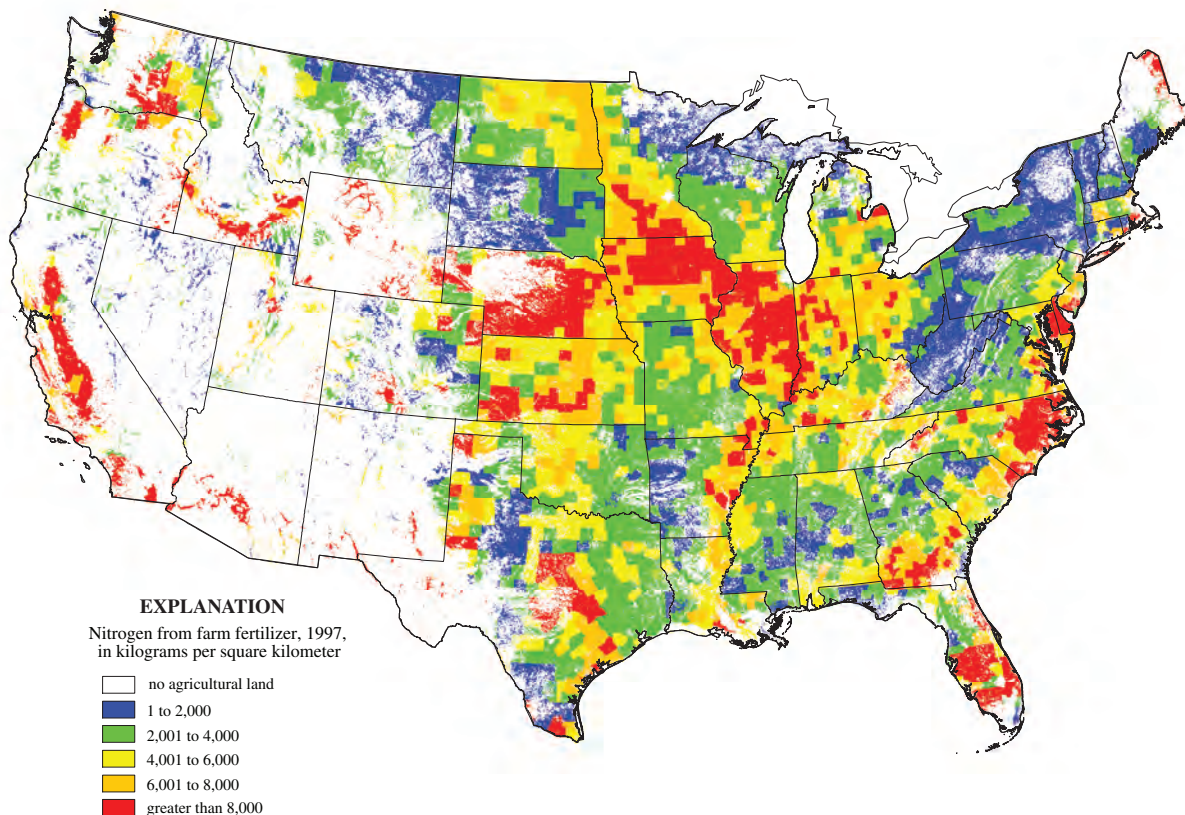 EXPLANATION
Nitrogen from farm fertilizer, 1997,
in kilograms per square kilometer
no agricultural land
1 to 2,000
2,001 to 4,000
4,001 to 6,000
6,001 to 8,000
greater than 8,000